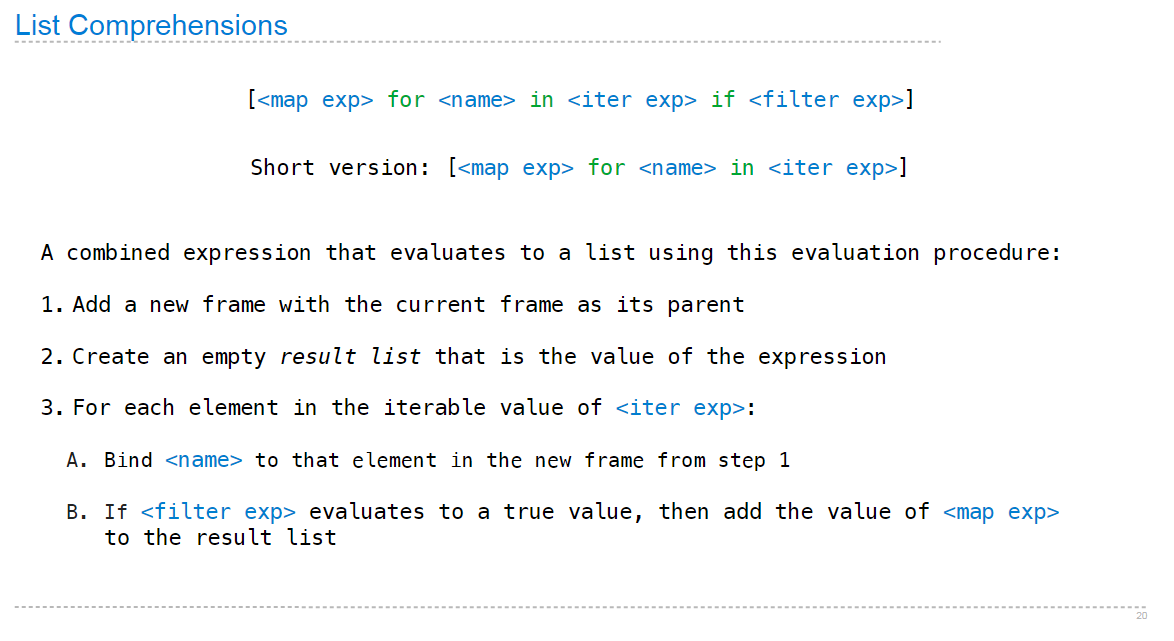 List Comprehensions
[<map exp> for <name> in <iter exp> if <filter exp>]
Short version: [<map exp> for <name> in <iter exp>]
A combined expression that evaluates to a list using this evaluation procedure:
1. Add a new frame with the current frame as its parent
2. Create an empty result list that is the value of the expression
3. For each element in the iterable value of <iter exp>:
A. Bind <name> to that element in the new frame from step 1
B. If <filter exp> evaluates to a true value, then add the value of <map exp>
to the result list
20